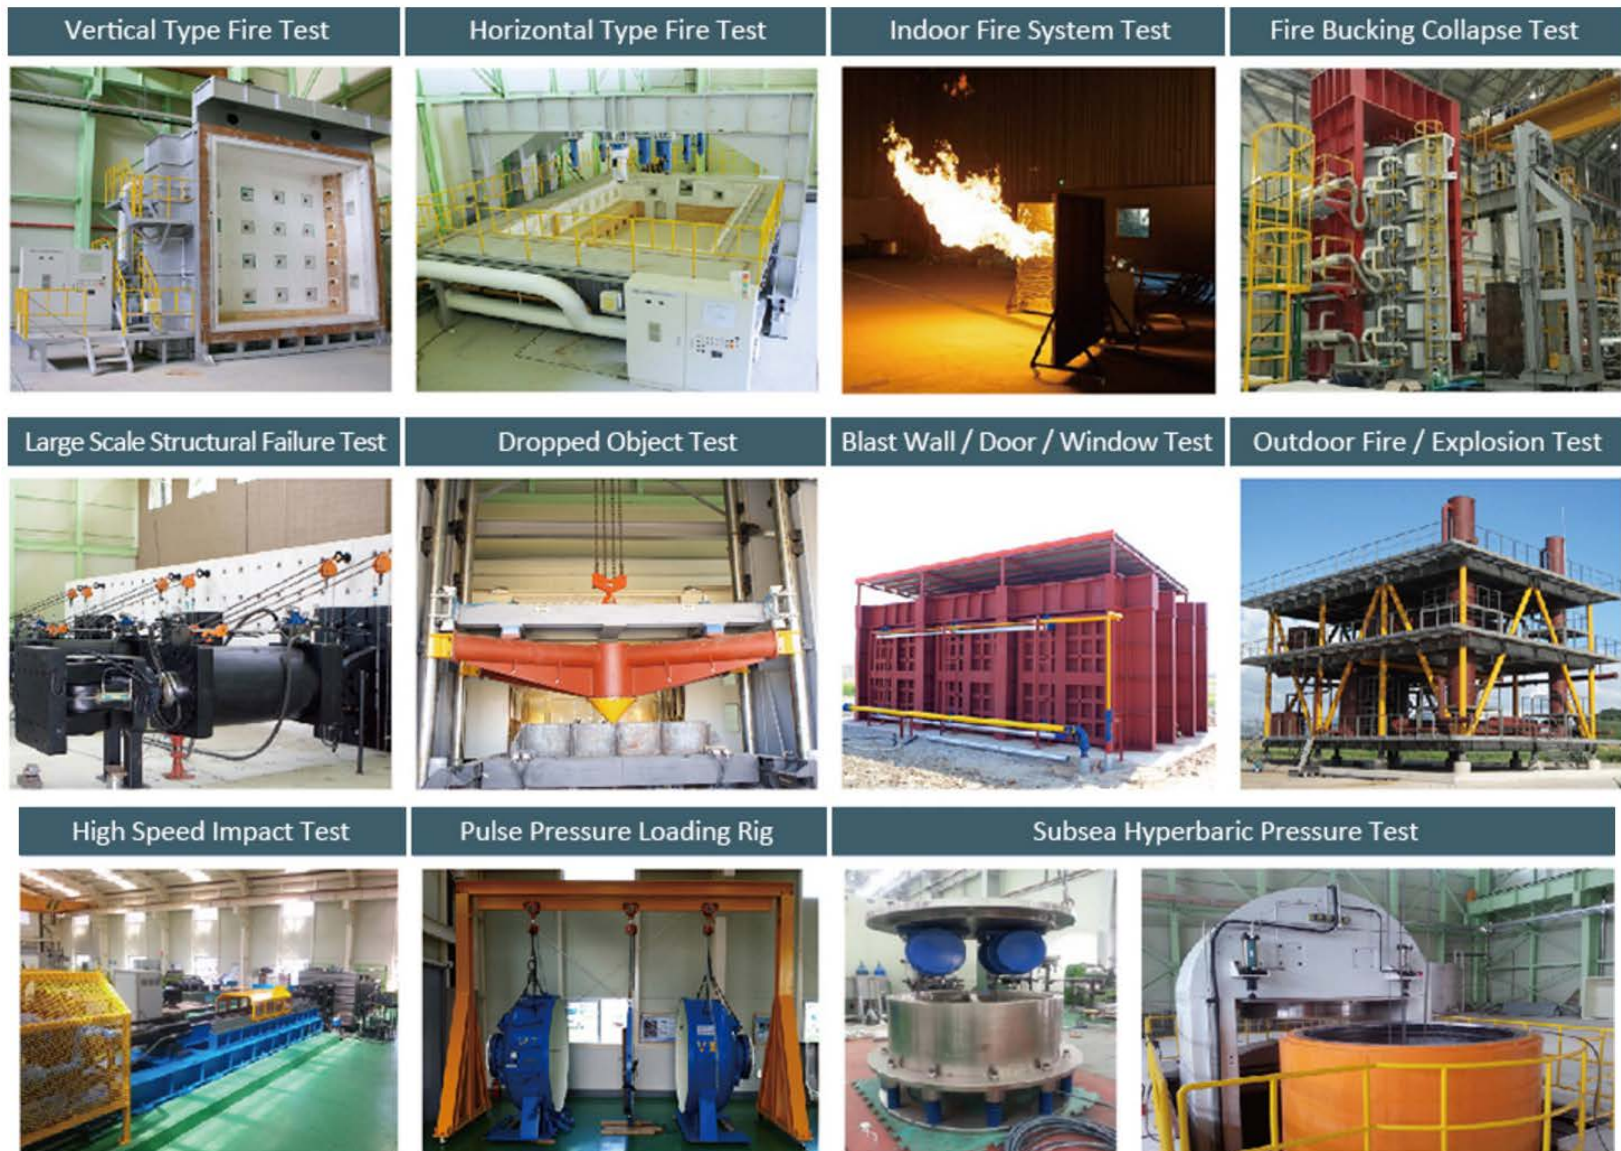 Vertical Type Fire Test
Horizontal Type Fire Test
Indoor Fire System Test
Fire Bucking Collapse Test
Large Scale Structural Failure Test
Dropped Object Test
Blast Wall / Door / Window Test
Outdoor Fire / Explosion Test
High Speed Impact Test
Pulse Pressure Loading Rig
Subsea Hyperbaric Pressure Test